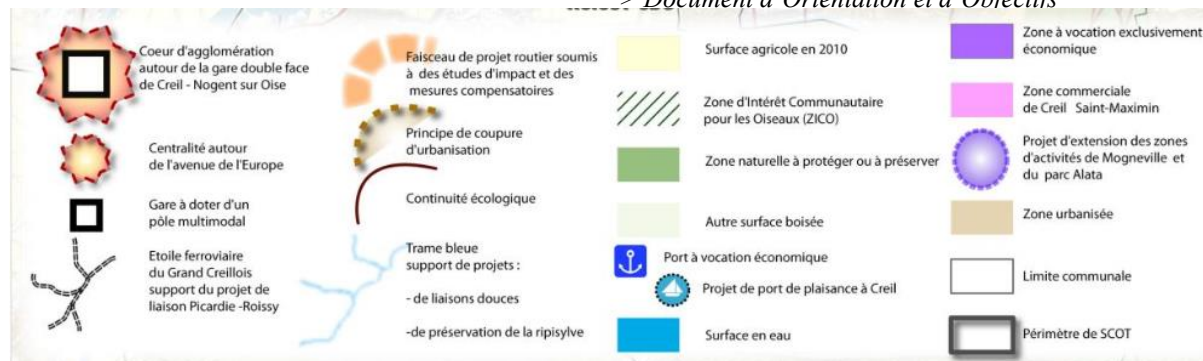 > Document d'Orientation et d'Objectifs
Coeur d'agglomération
autour de la gare double face
de Creil - Nogent sur Oise
Centralité autour
de l'avenue de l'Europe
Gare à doter d'un
pôle multimodal
Etoile ferroviaire
du Grand Creillois
support du projet de
liaison Picardie -Roissy
Faisceau de projet routier soumis
à des études d'impact et des
mesures compensatoires
Principe de coupure
d'urbanisation
Continuité écologique
Trame bleue
support de projets :
- de liaisons douces
-de préservation de la ripisylve
Surface agricole en 2010
Zone d'Intérêt Communautaire
pour les Oiseaux (ZICO)
Zone naturelle à protéger ou à préserver
Autre surface boisée
Port à vocation économique
Projet de port de plaisance à Creil
Surface en eau
Zone à vocation exclusivement
économique
Zone commerciale
de Creil Saint-Maximin
Projet d'extension des zones
d'activités de Mogneville et
du parc Alata
Zone urbanisée
Limite communale
Périmètre de SCOT